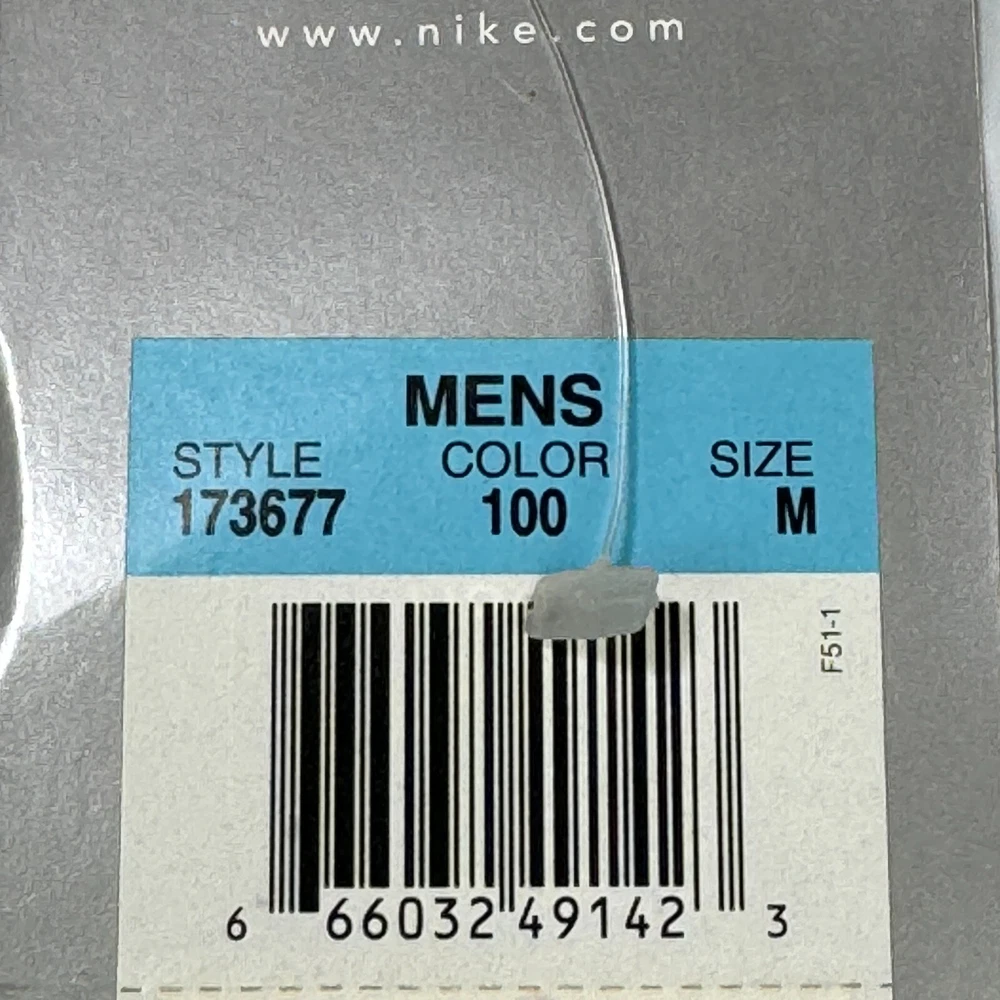 www.nike.com
MENS
STYLE COLOR SIZE
173677 100 M
F51-1
6 66032 49142 3